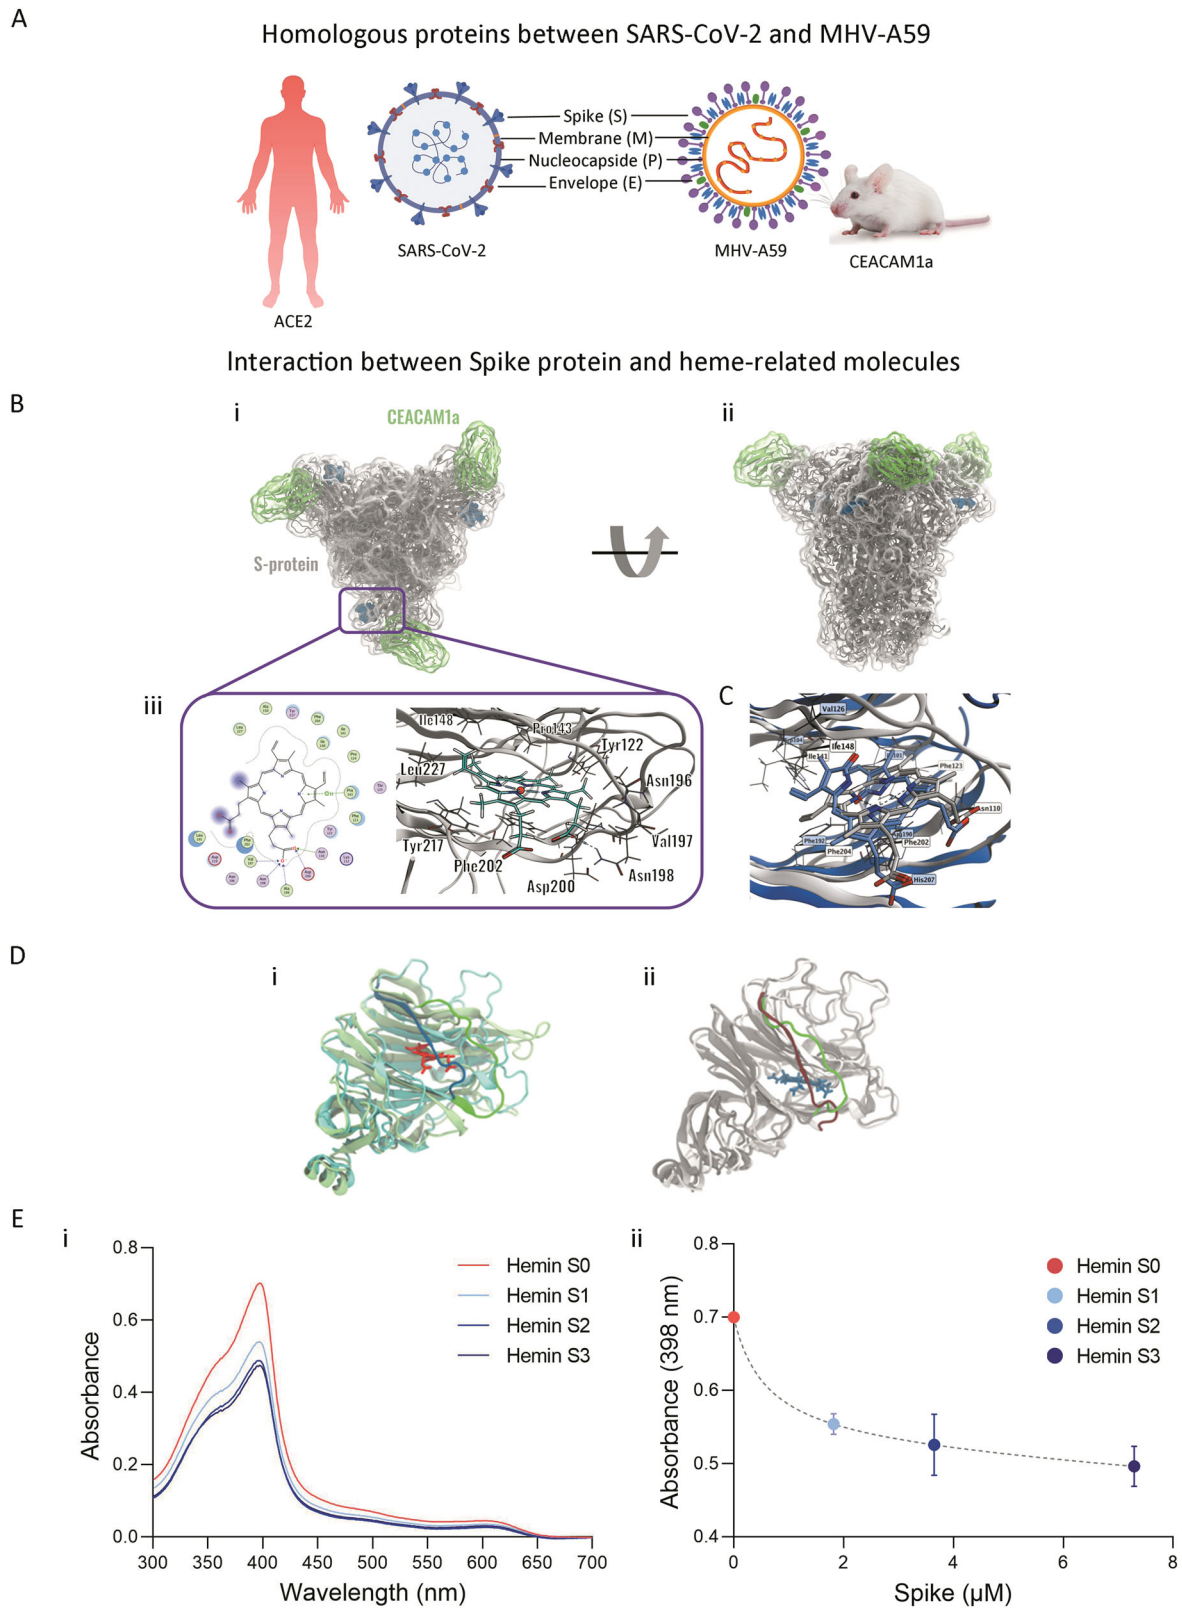 A
Homologous proteins between SARS-CoV-2 and MHV-A59
Spike (S)
Membrane (M)
Nucleocapside (P)
Envelope (E)
SARS-CoV-2
MHV-A59
CEACAM1a
ACE2
Interaction between Spike protein and heme-related molecules
B
i
CEACAM1a
S-protein
ii
iii
Ile148
Pro143
Tyr122
Leu227
Asn196
Tyr217
Val197
Phe202
Asn198
Asp200
C
Val126
Ile148
Ile141
Phe121
Asn110
Phe192
Phe202
Phe204
His207
D
i
ii
E
i
0.8
0.6
0.4
0.2
0.0
Absorbance
300 350 400 450 500 550 600 650 700
Wavelength (nm)
Hemin S0
Hemin S1
Hemin S2
Hemin S3
ii
0.8
0.7
0.6
0.5
0.4
Absorbance (398 nm)
0 2 4 6 8
Spike (µM)
Hemin S0
Hemin S1
Hemin S2
Hemin S3